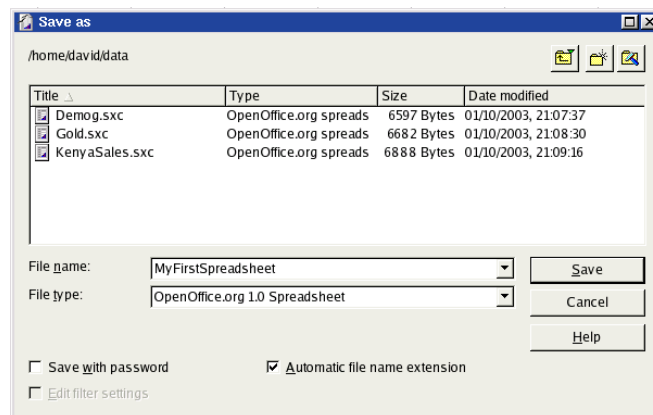 Save as
/home/david/data
Title Type Size Date modified
Demog.sxc OpenOffice.org spreads 6597 Bytes 01/10/2003, 21:07:37
Gold.sxc OpenOffice.org spreads 6682 Bytes 01/10/2003, 21:08:30
KenyaSales.sxc OpenOffice.org spreads 6888 Bytes 01/10/2003, 21:09:16
File name: MyFirstSpreadsheet Save
File type: OpenOffice.org 1.0 Spreadsheet Cancel
Help
Save with password Automatic file name extension
Edit filter settings